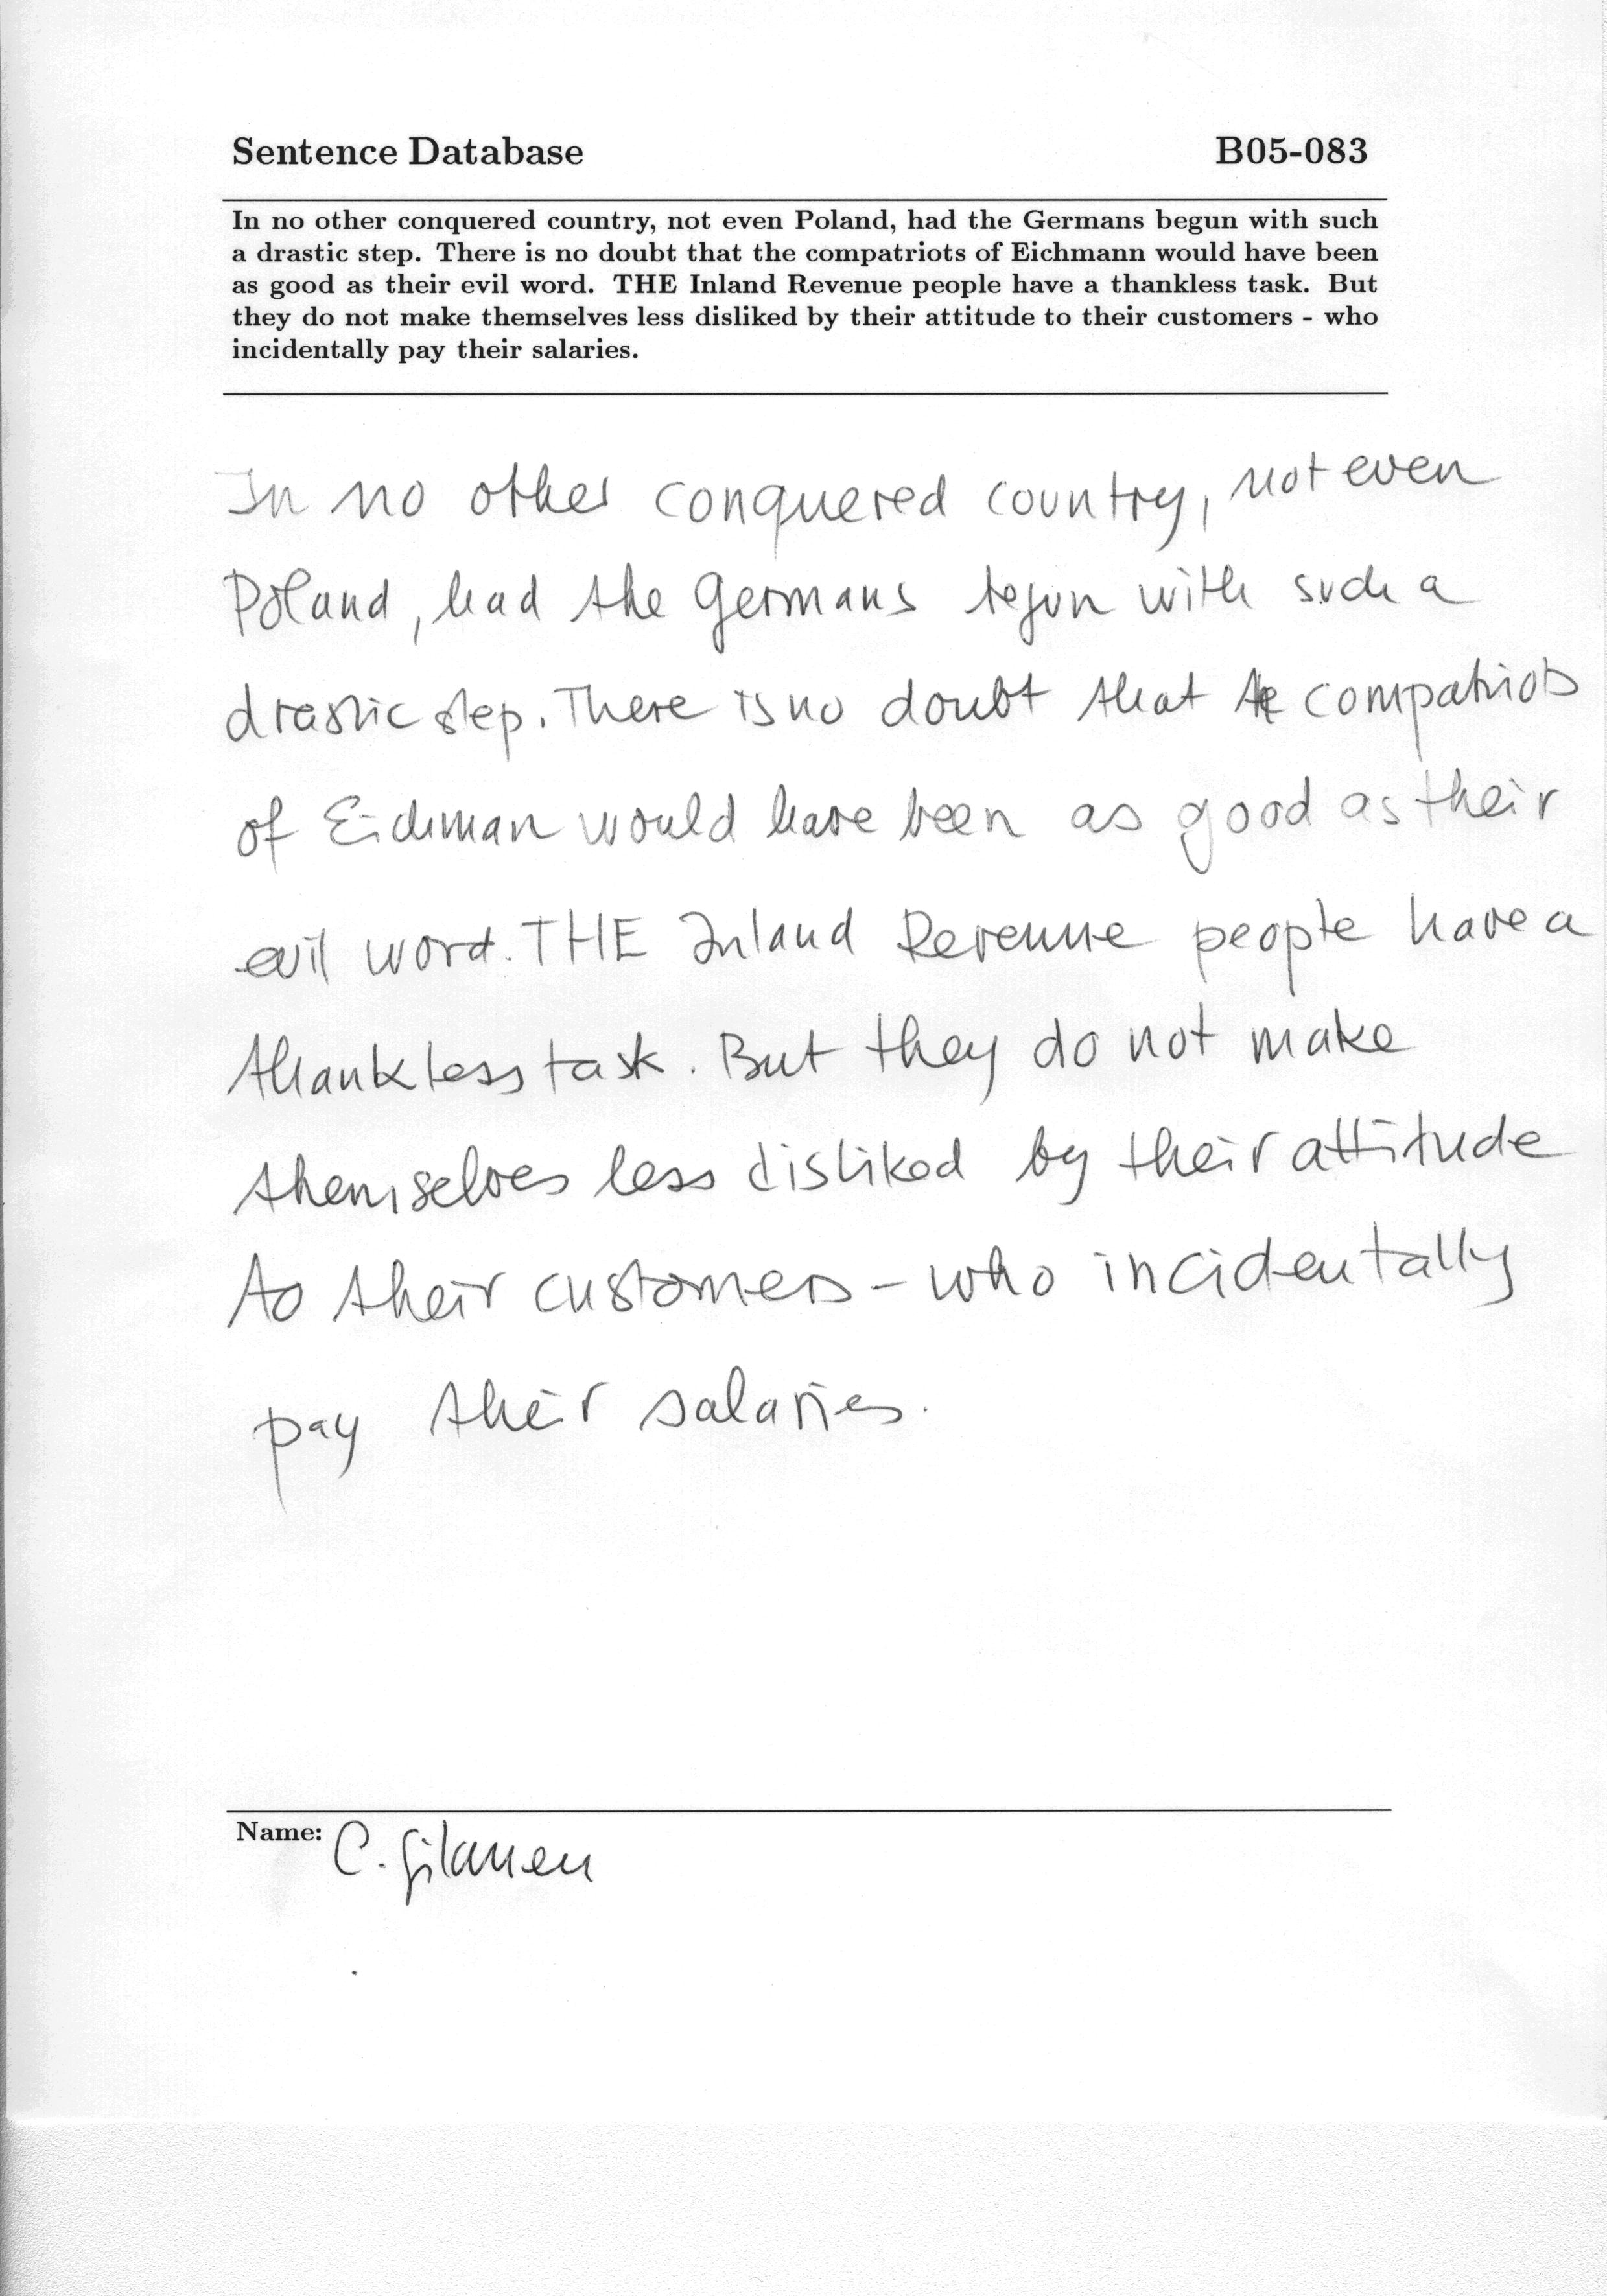 Sentence Database B05-083
In no other conquered country, not even Poland, had the Germans begun with such
a drastic step. There is no doubt that the compatriots of Eichmann would have been
as good as their evil word. THE Inland Revenue people have a thankless task. But
they do not make themselves less disliked by their attitude to their customers - who
incidentally pay their salaries.
In no other conquered country, not even
Poland, had the Germans begun with such a
drastic step. There is no doubt that the compatriots
of Eichman would have been as good as their
evil word. THE Inland Revenue people have a
thankless task. But they do not make
themselves less disliked by their attitude
to their customers - who incidentally
pay their salaries.
Name: C.